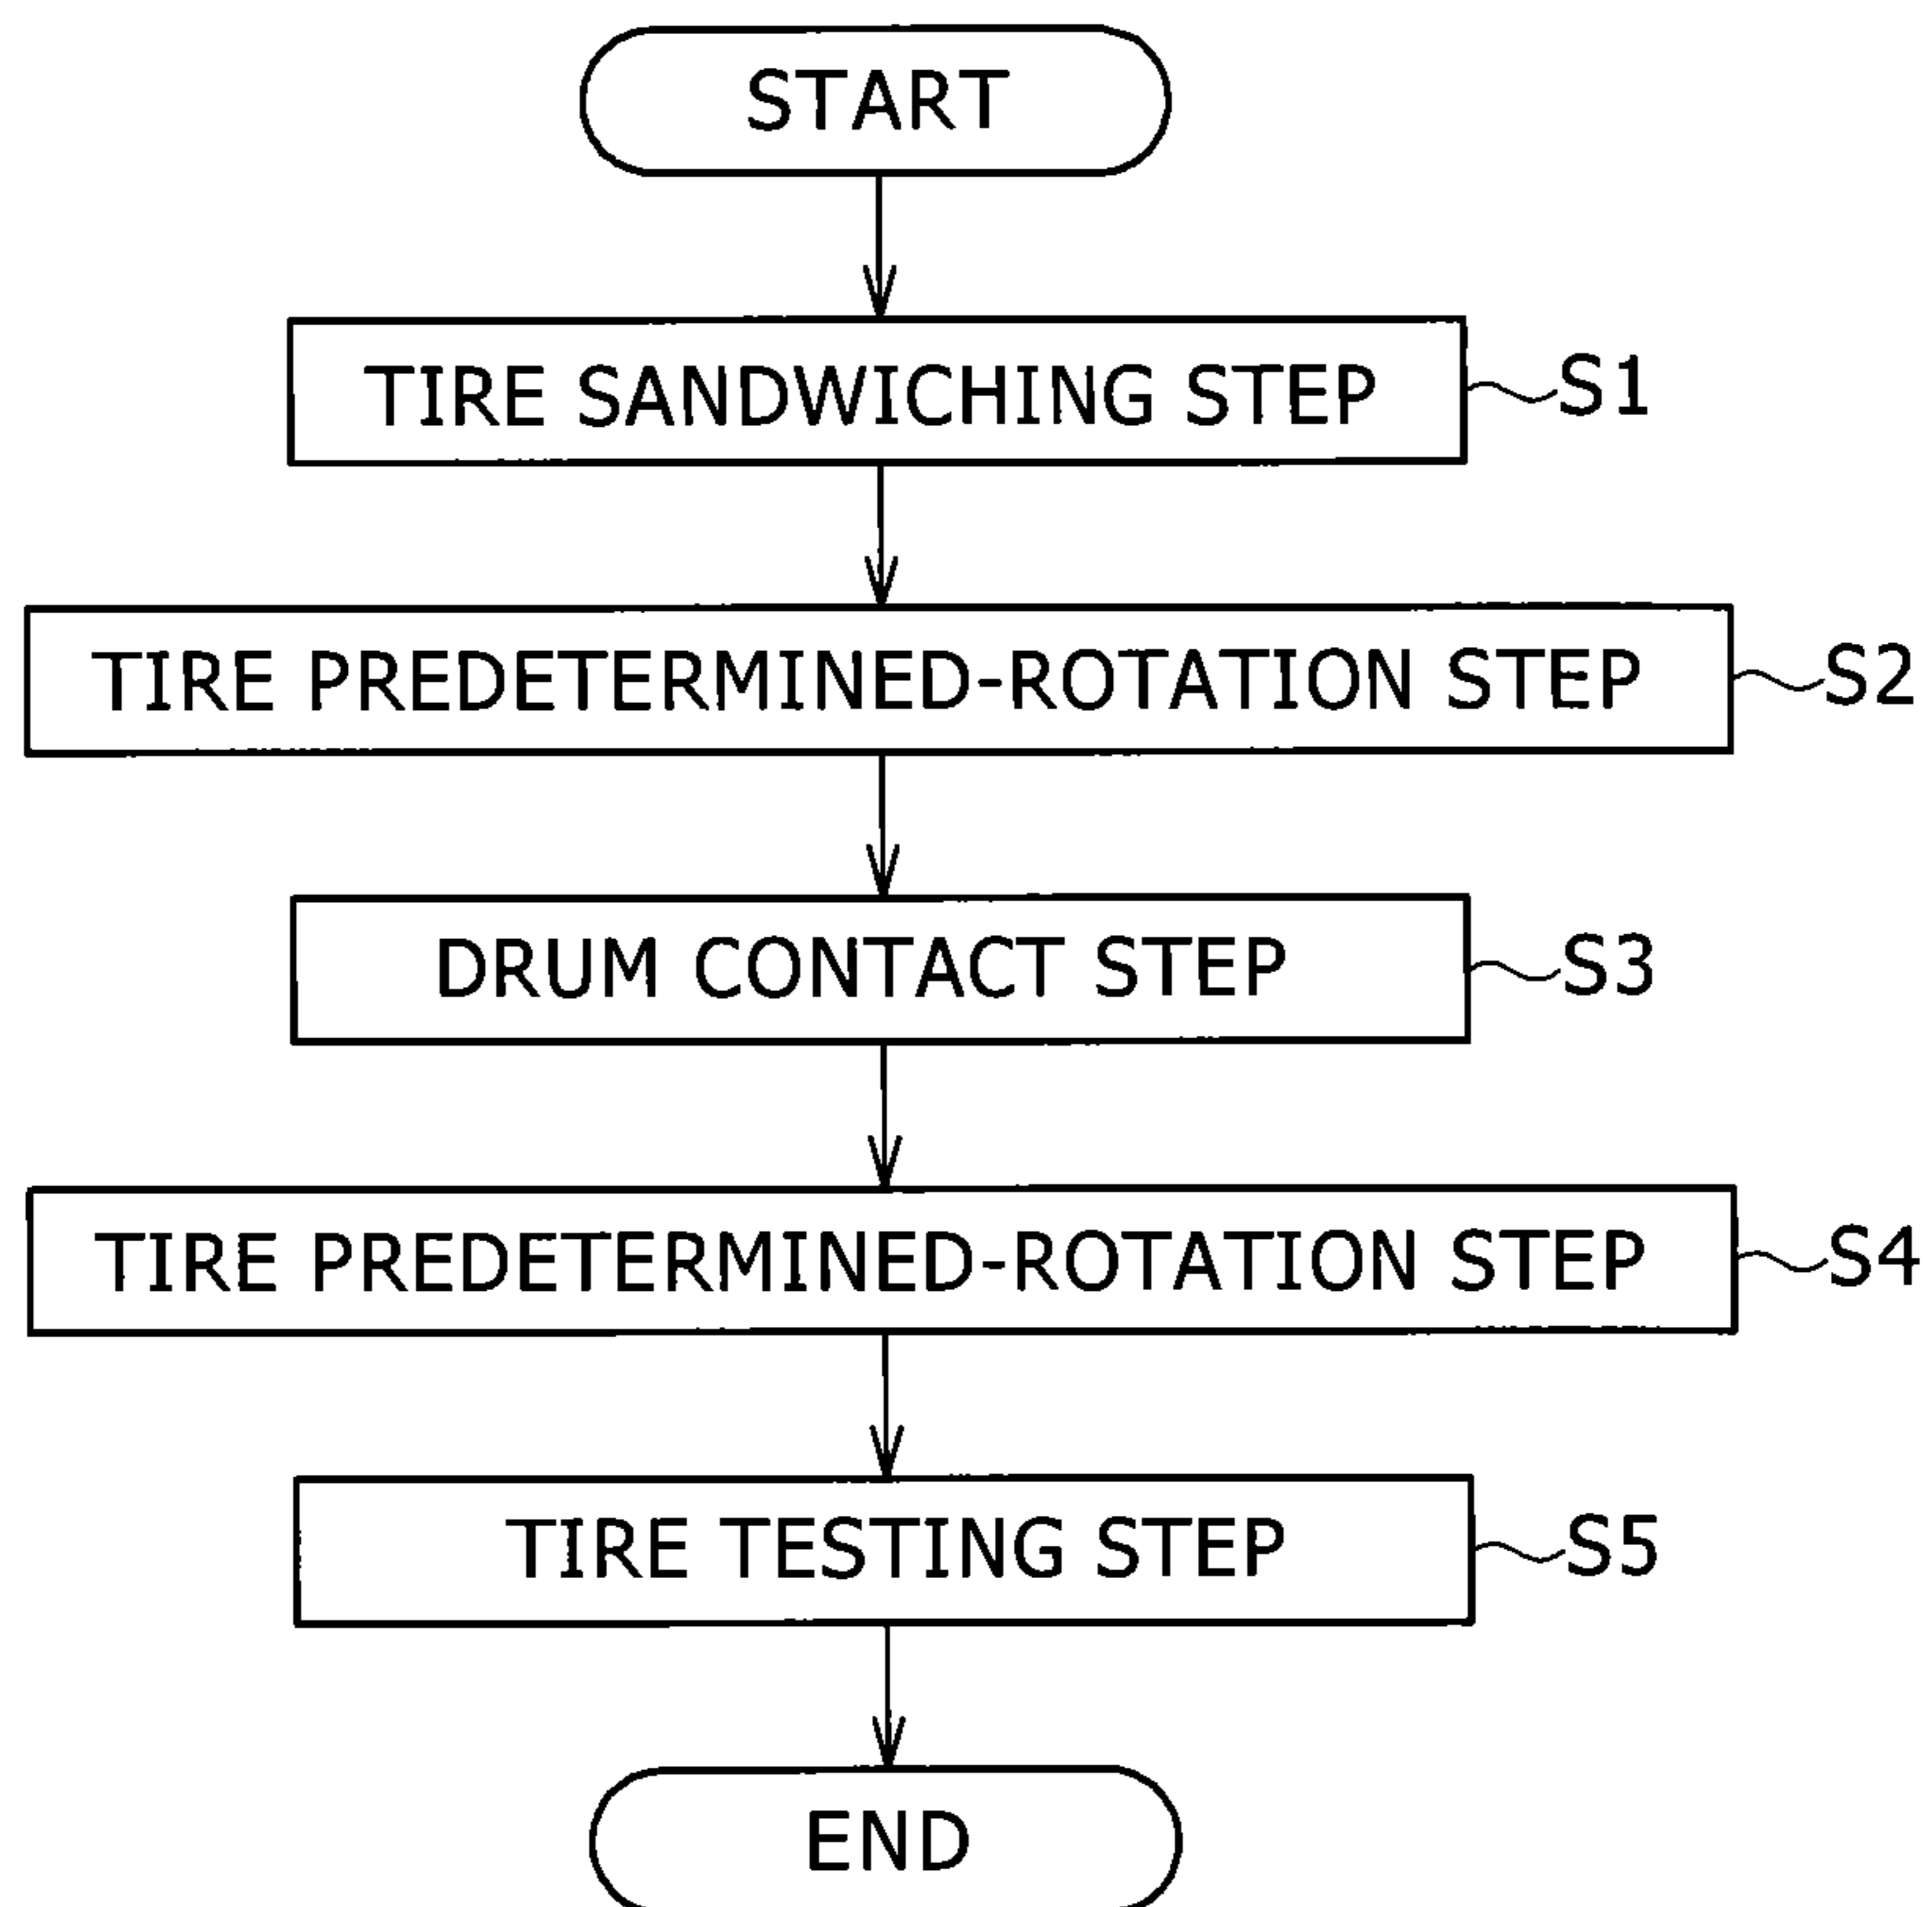 START
TIRE SANDWICHING STEP
S1
TIRE PREDETERMINED-ROTATION STEP
S2
DRUM CONTACT STEP
S3
TIRE PREDETERMINED-ROTATION STEP
S4
TIRE TESTING STEP
S5
END